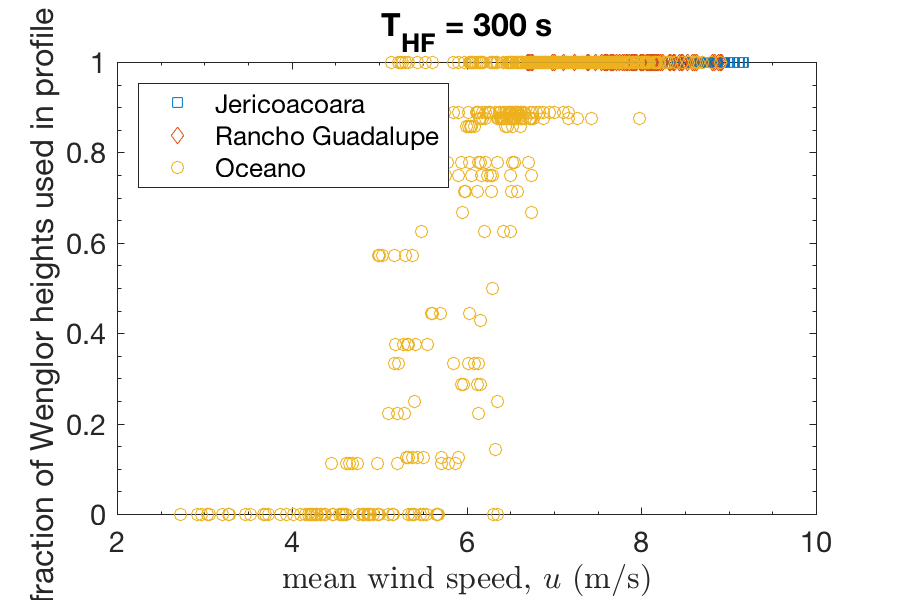 T_HF = 300 s
fraction of Wenglor heights used in profile
1
0.8
0.6
0.4
0.2
0
Jericoacoara
Rancho Guadalupe
Oceano
2 4 6 8 10
mean wind speed, u (m/s)